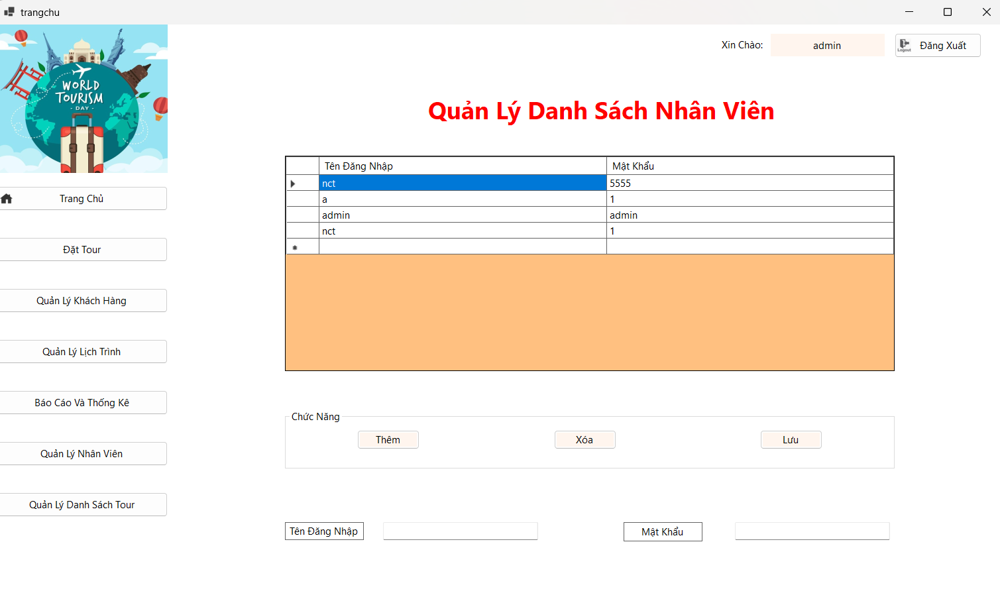 trangchu
WORLD
TOURISM
- DAY -
Xin Chào:
admin
Logout
Đăng Xuất
Quản Lý Danh Sách Nhân Viên
Tên Đăng Nhập Mật Khẩu
nct 5555
a 1
admin admin
nct 1
Trang Chủ
Đặt Tour
Quản Lý Khách Hàng
Quản Lý Lịch Trình
Báo Cáo Và Thống Kê
Quản Lý Nhân Viên
Quản Lý Danh Sách Tour
Chức Năng
Thêm Xóa Lưu
Tên Đăng Nhập Mật Khẩu